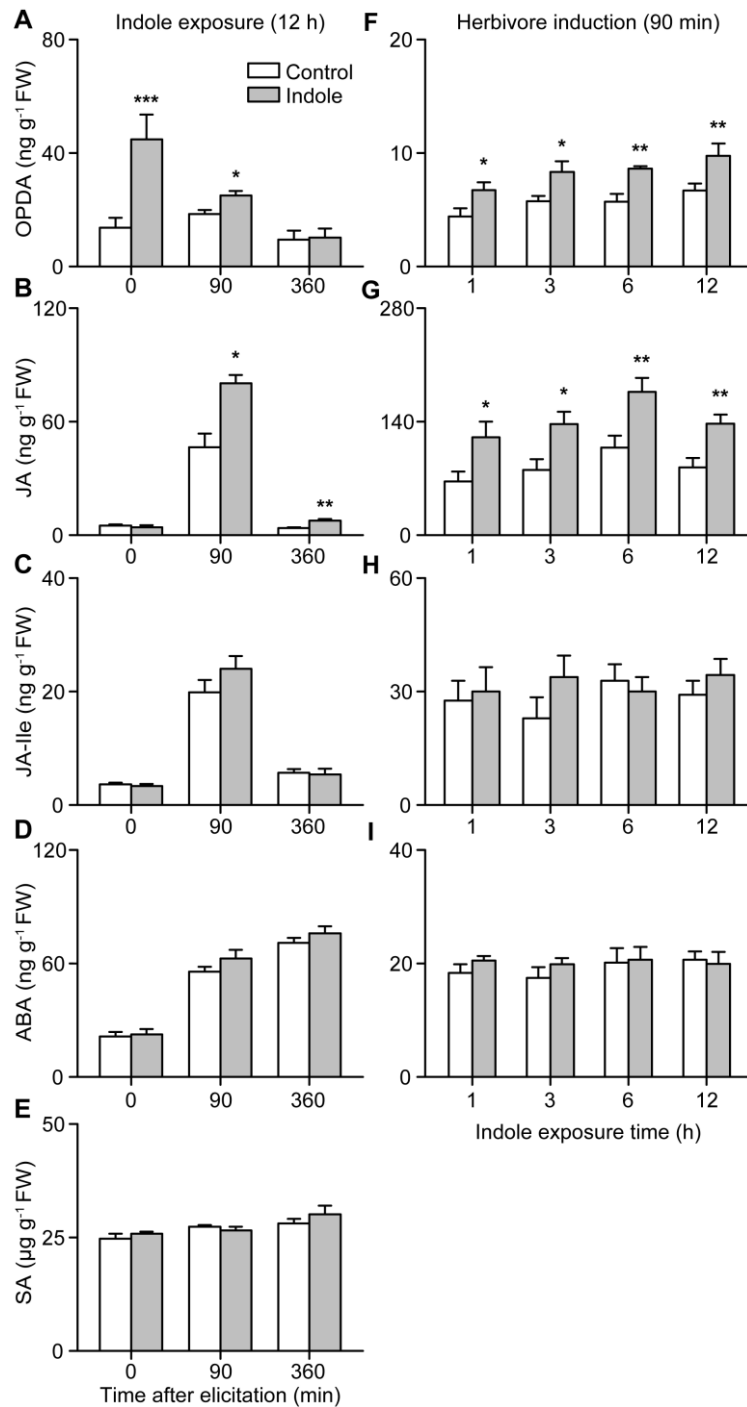 A
Indole exposure (12 h)
Control
Indole
OPDA (ng g⁻¹ FW)
60
40
20
0
***
*
0 90 360
F
Herbivore induction (90 min)
20
10
0
* * ** **
1 3 6 12
B
JA (ng g⁻¹ FW)
120
60
0
*
**
0 90 360
G
280
140
0
* * ** **
1 3 6 12
C
JA-Ile (ng g⁻¹ FW)
40
20
0
0 90 360
H
60
30
0
1 3 6 12
D
ABA (ng g⁻¹ FW)
120
60
0
0 90 360
I
40
20
0
1 3 6 12
Indole exposure time (h)
E
SA (µg g⁻¹ FW)
50
25
0
0 90 360
Time after elicitation (min)